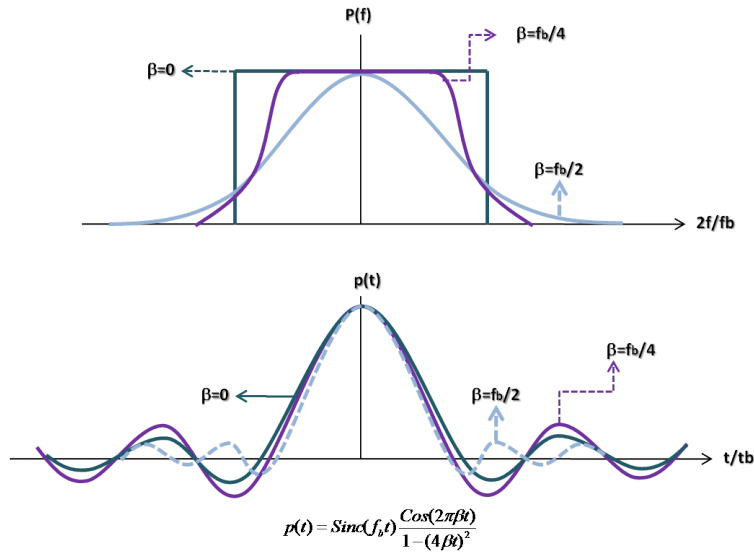 P(f)
β=fb/4
β=0
β=fb/2
2f/fb
p(t)
β=fb/4
β=0
β=fb/2
t/tb
p(t) = Sinc(f_b t) Cos(2πβt) / 1−(4βt)²